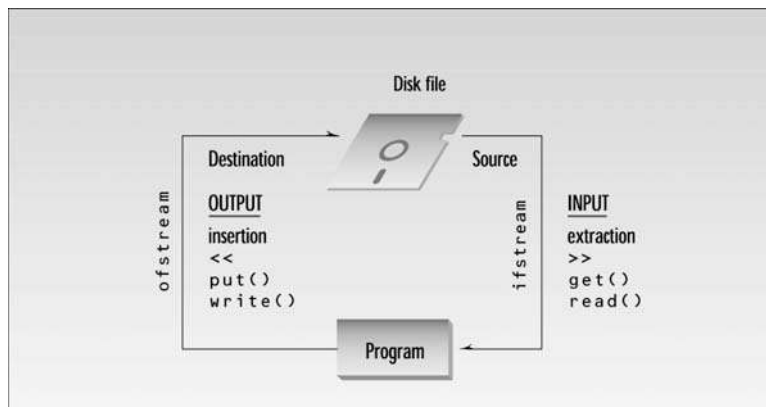 Disk file
Destination
Source
ofstream
OUTPUT
insertion
<<
put()
write()
ifstream
INPUT
extraction
>>
get()
read()
Program